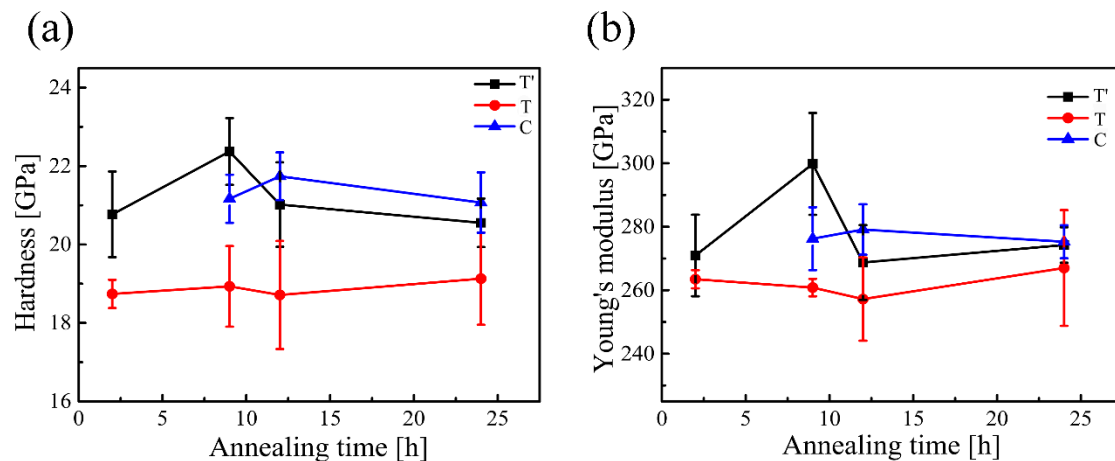 (a)
(b)
24
22
20
18
16
Hardness [GPa]
T'
T
C
0
5
10
15
20
25
Annealing time [h]
320
300
280
260
240
Young's modulus [GPa]
T'
T
C
0
5
10
15
20
25
Annealing time [h]